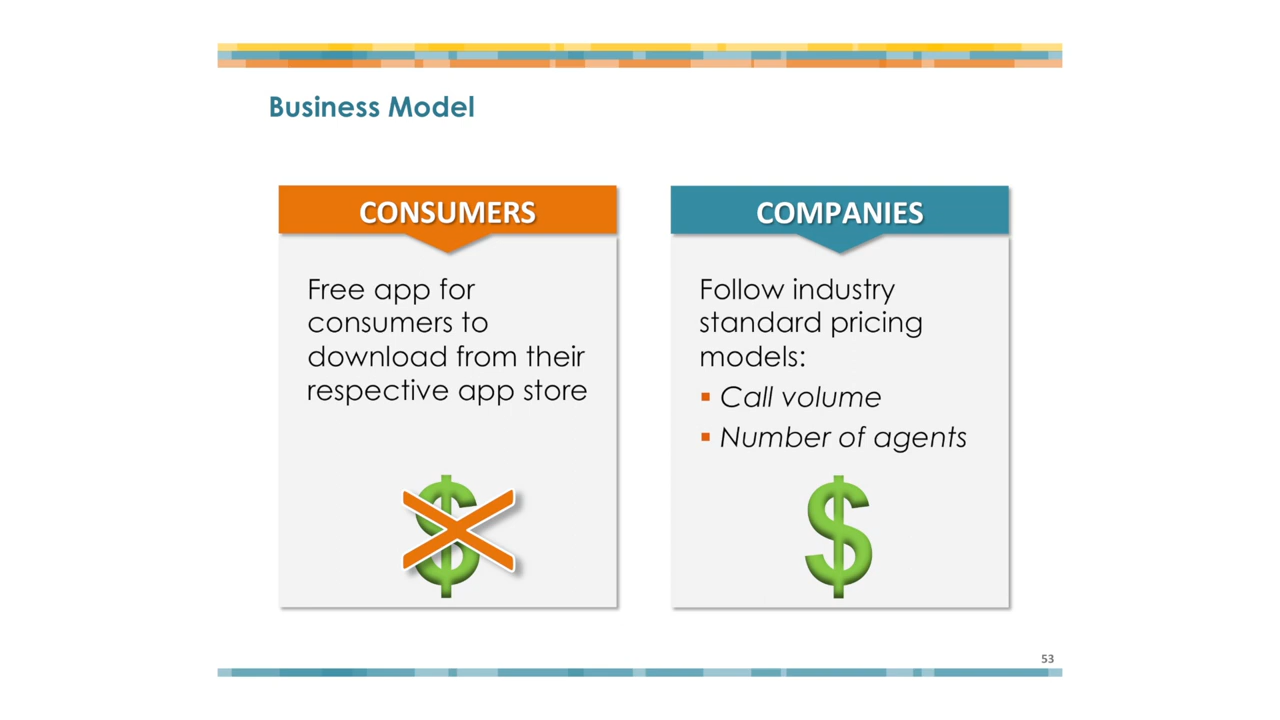 Business Model
CONSUMERS
Free app for
consumers to
download from their
respective app store
COMPANIES
Follow industry
standard pricing
models:
▪ Call volume
▪ Number of agents
53